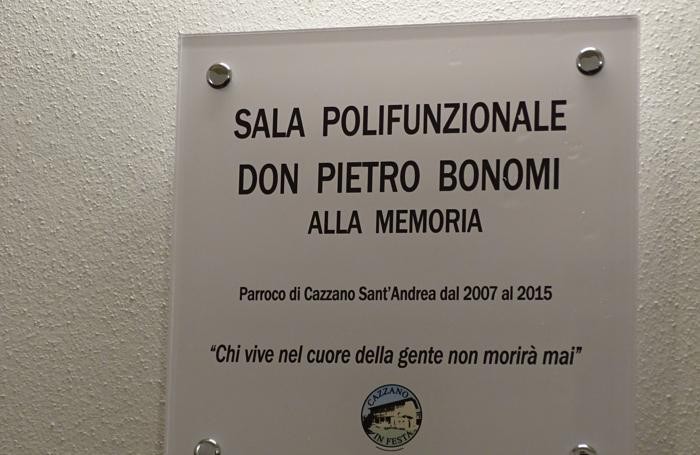 SALA POLIFUNZIONALE
DON PIETRO BONOMI
ALLA MEMORIA
Parroco di Cazzano Sant'Andrea dal 2007 al 2015
"Chi vive nel cuore della gente non morirà mai"
CAZZANO
IN FESTA